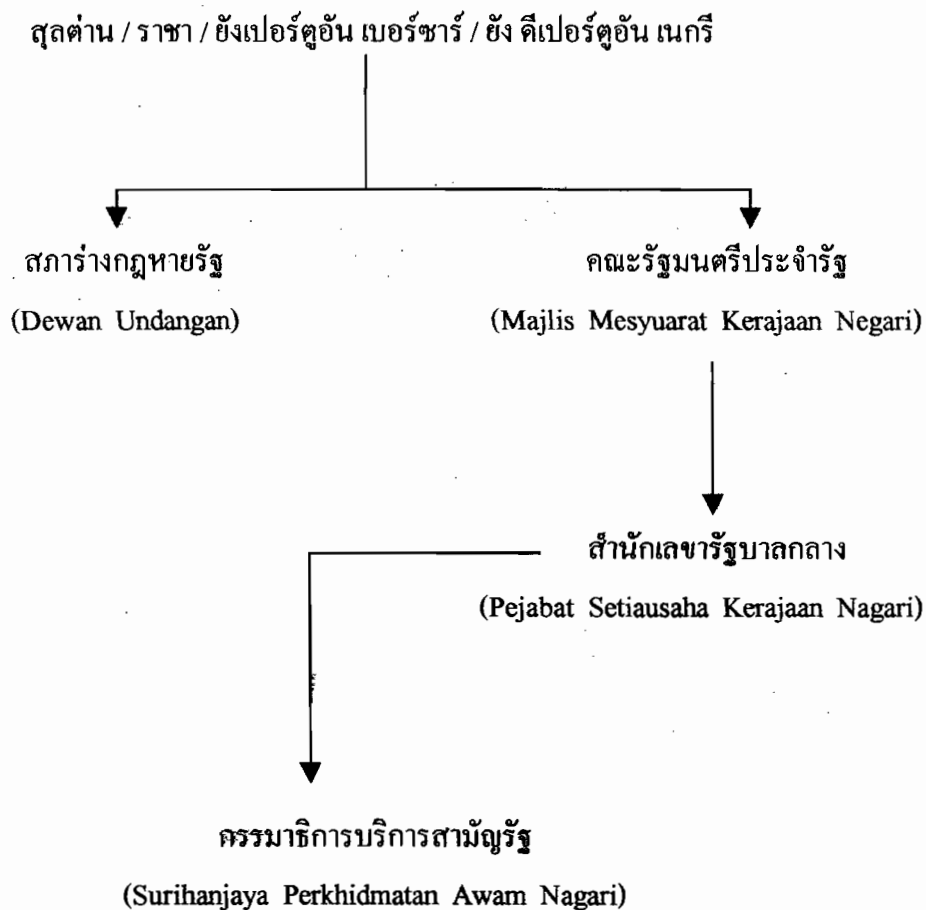 สุลต่าน / ราชา / ยังเปอร์ตูอัน เบอร์ซาร์ / ยัง ดีเปอร์ตูอัน เนกรี
สภาร่างกฎหายรัฐ
คณะรัฐมนตรีประจำรัฐ
(Dewan Undangan)
(Majlis Mesyuarat Kerajaan Negari)
สำนักเลขารัฐบาลกลาง
(Pejabat Setiausaha Kerajaan Nagari)
กรรมาธิการบริการสามัญรัฐ
(Surihanjaya Perkhidmatan Awam Nagari)